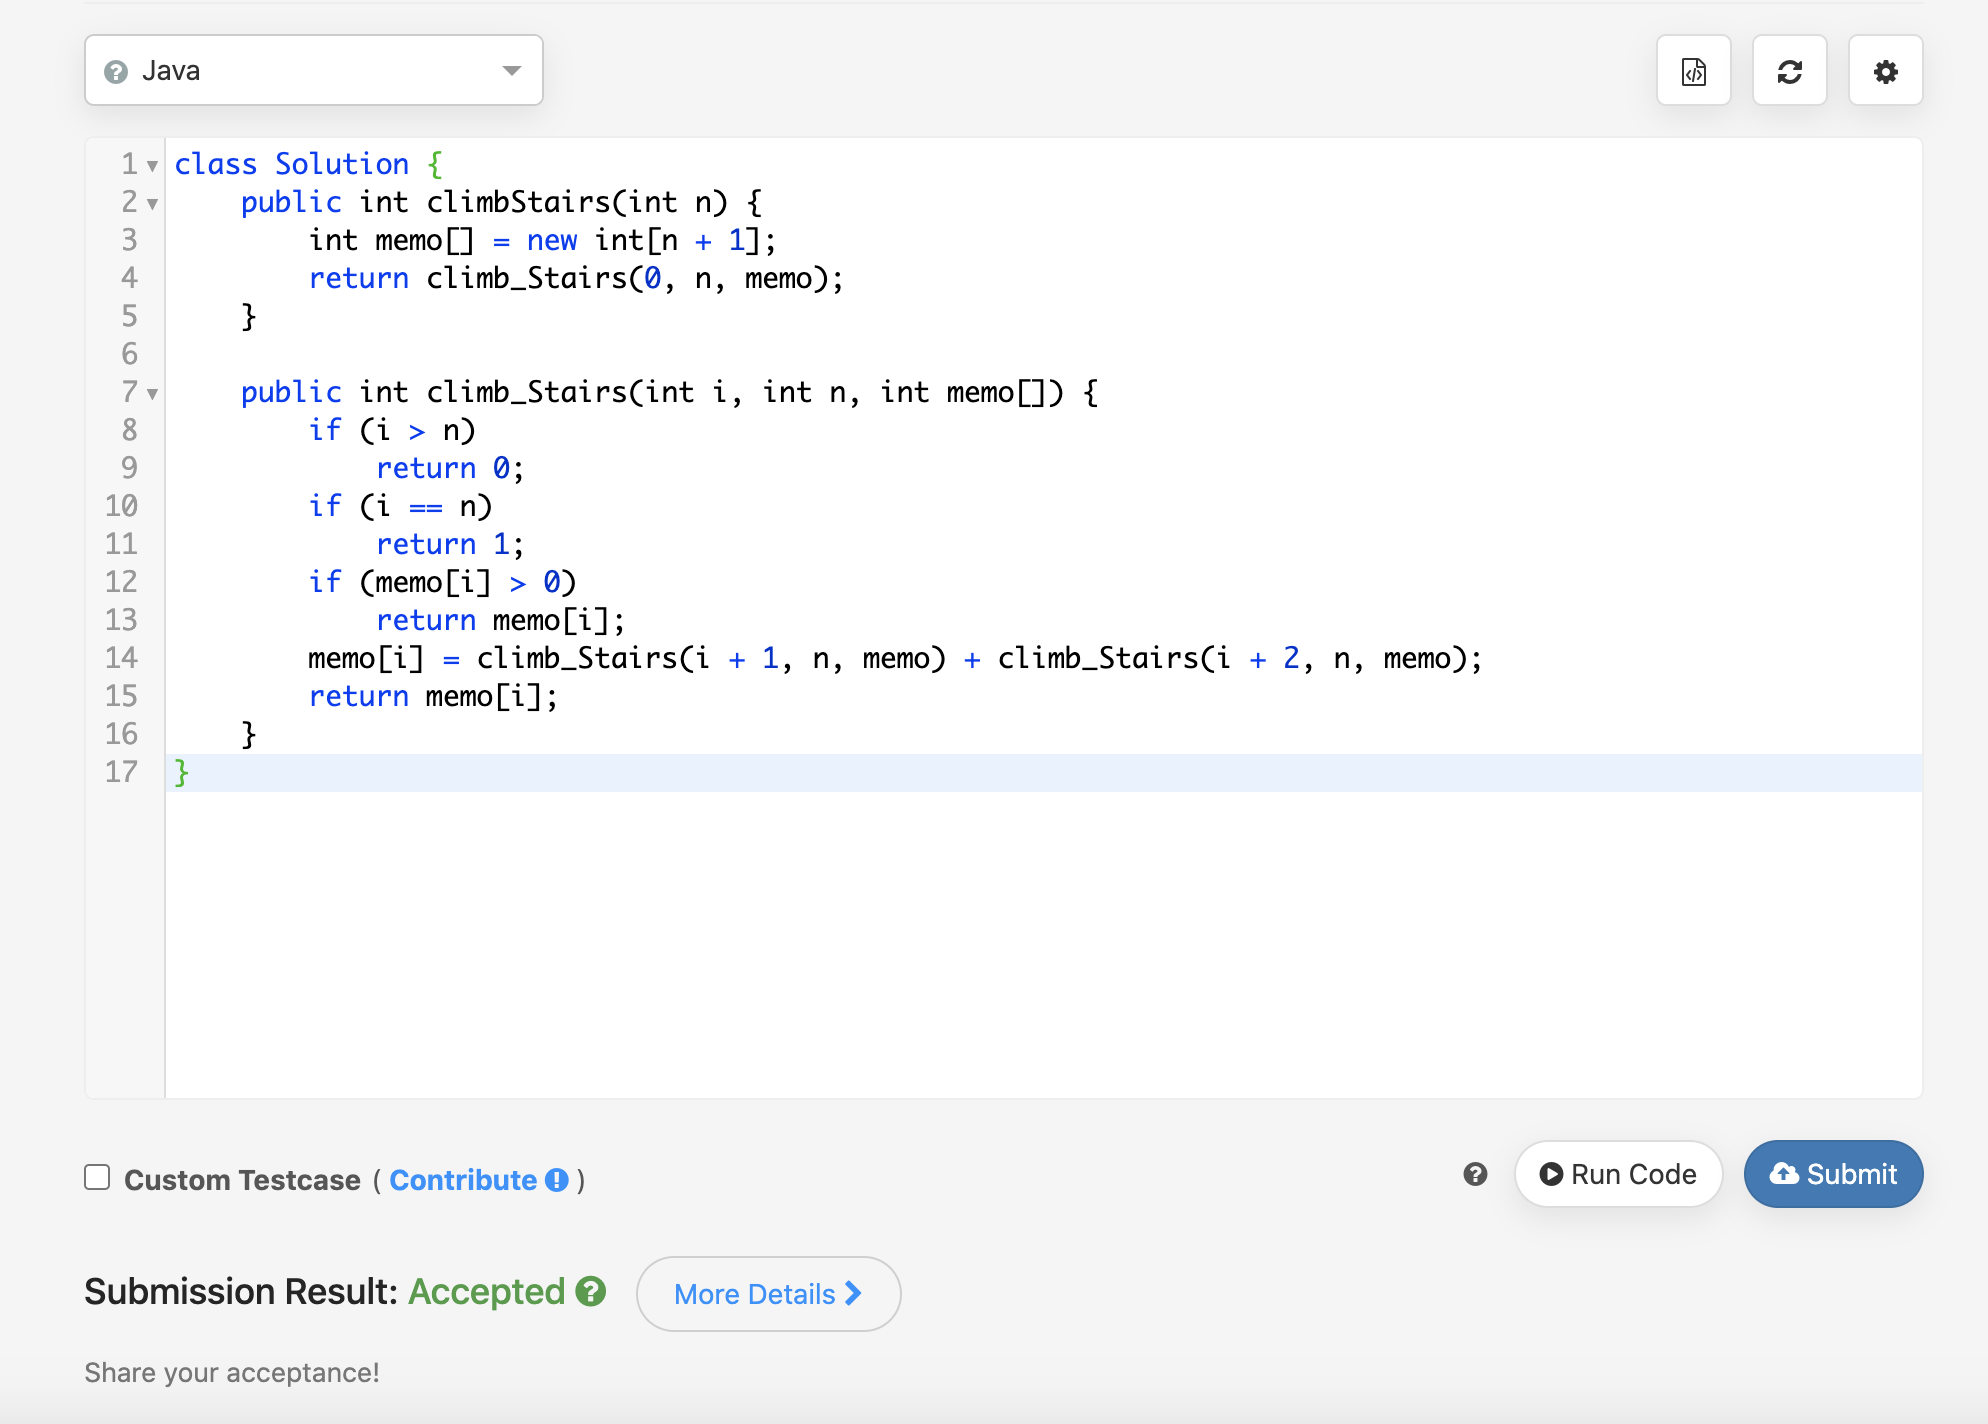 Java
1 class Solution {
2     public int climbStairs(int n) {
3         int memo[] = new int[n + 1];
4         return climb_Stairs(0, n, memo);
5     }
6
7     public int climb_Stairs(int i, int n, int memo[]) {
8         if (i > n)
9             return 0;
10         if (i == n)
11             return 1;
12         if (memo[i] > 0)
13             return memo[i];
14         memo[i] = climb_Stairs(i + 1, n, memo) + climb_Stairs(i + 2, n, memo);
15         return memo[i];
16     }
17 }
Custom Testcase ( Contribute )
Run Code
Submit
Submission Result: Accepted
More Details
Share your acceptance!